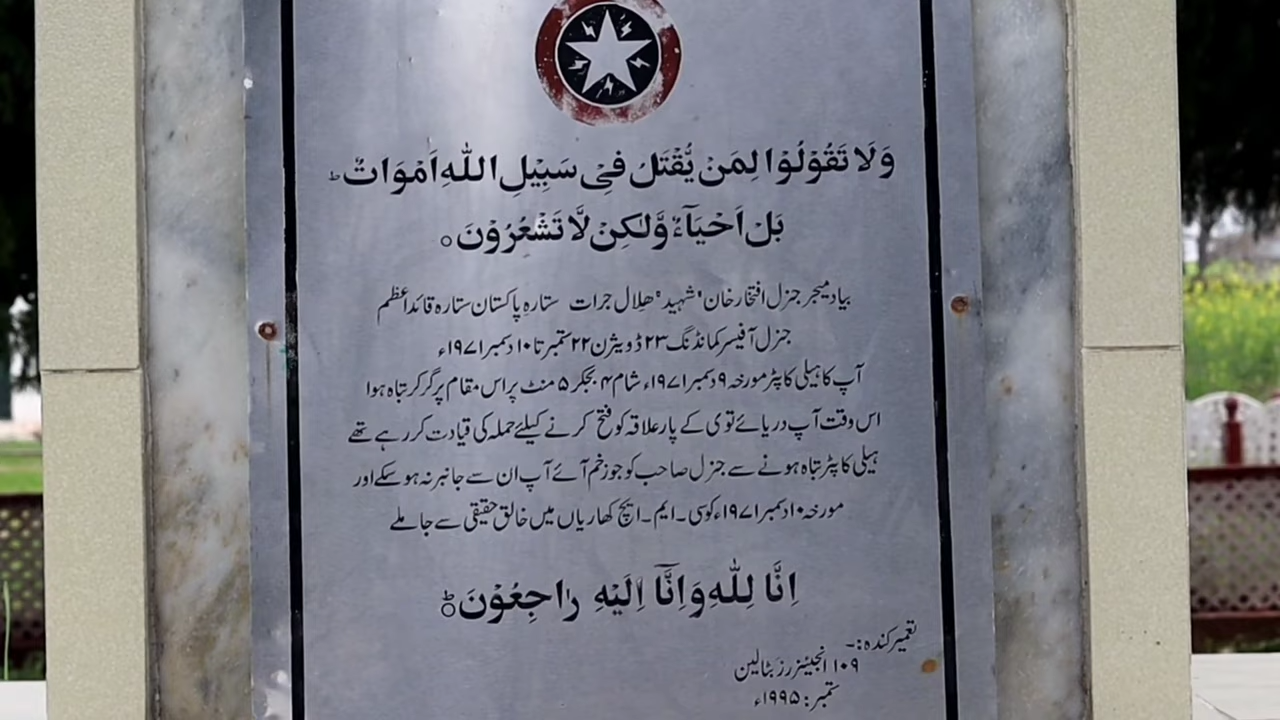 وَلَا تَقُوْلُوْا لِمَنْ يُّقْتَلُ فِيْ سَبِيْلِ اللّٰهِ اَمْوَاتٌ ط
بَلْ اَحْيَآءٌ وَّلٰكِنْ لَّا تَشْعُرُوْنَ ○
بیاد میجر جنرل افتخار خان' شہید' ھلال جرات ستارہِ پاکستان ستارہ قائداعظم
جنرل آفیسر کمانڈنگ ۲۳ ڈویژن ۲۲ ستمبر تا ۱۰ دسمبر ۱۹۷۱ء
آپ کا ہیلی کاپٹر مورخہ ۹ دسمبر ۱۹۷۱ء شام ۴ بجکر ۵ منٹ پر اس مقام پر گر کر تباہ ہوا
اس وقت آپ دریائے توی کے پار علاقہ کو فتح کرنے کیلئے حملہ کی قیادت کر رہے تھے
ہیلی کاپٹر تباہ ہونے سے جنرل صاحب کو جو زخم آئے آپ ان سے جانبر نہ ہو سکے اور
مورخہ ۱۰ دسمبر ۱۹۷۱ء کو سی ۔ ایم ۔ ایچ کھاریاں میں خالق حقیقی سے جا ملے
اِنَّا لِلّٰهِ وَاِنَّآ اِلَيْهِ رٰاجِعُوْنَ ؕ○
تعمیر کندہ :۔
۱۰۹ انجینئرز بٹالین
ستمبر : ۱۹۹۵ء